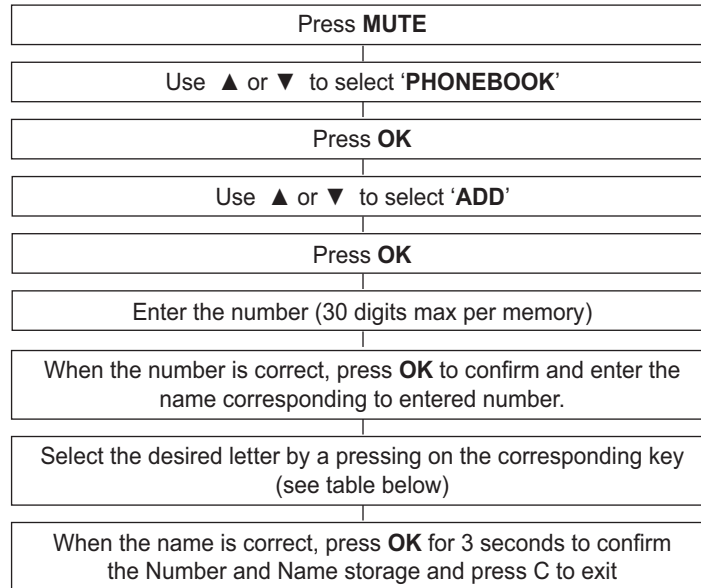 Press MUTE
Use ▲ or ▼ to select ‘PHONEBOOK’
Press OK
Use ▲ or ▼ to select ‘ADD’
Press OK
Enter the number (30 digits max per memory)
When the number is correct, press OK to confirm and enter the
name corresponding to entered number.
Select the desired letter by a pressing on the corresponding key
(see table below)
When the name is correct, press OK for 3 seconds to confirm
the Number and Name storage and press C to exit